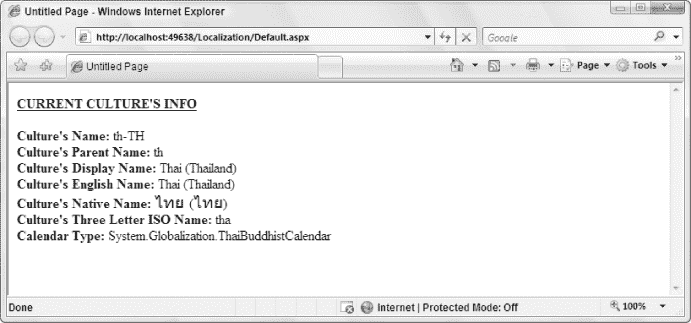 Untitled Page - Windows Internet Explorer
http://localhost:49638/Localization/Default.aspx
Google
Untitled Page
Page
Tools
CURRENT CULTURE'S INFO
Culture's Name: th-TH
Culture's Parent Name: th
Culture's Display Name: Thai (Thailand)
Culture's English Name: Thai (Thailand)
Culture's Native Name: ไทย (ไทย)
Culture's Three Letter ISO Name: tha
Calendar Type: System.Globalization.ThaiBuddhistCalendar
Done
Internet | Protected Mode: Off
100%